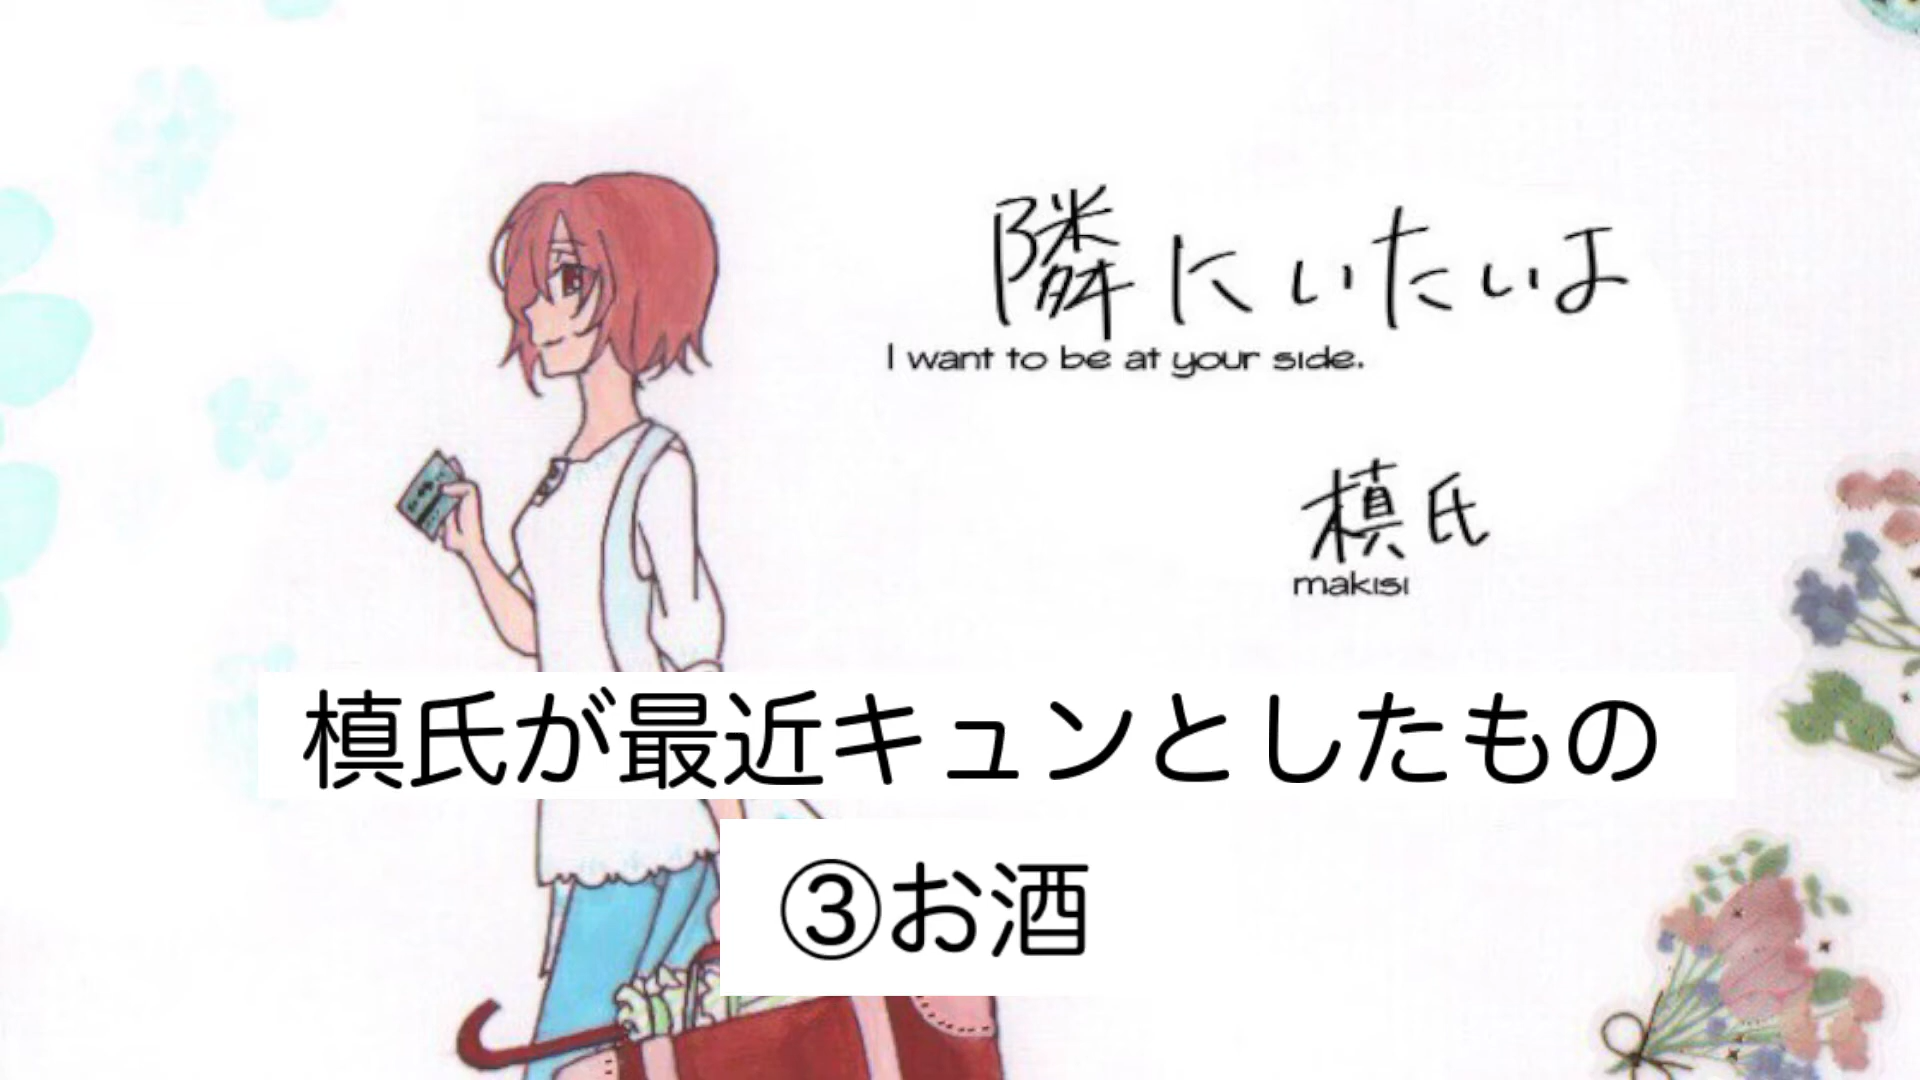 隣にいたいよ
I want to be at your side.
槙氏
makisi
槙氏が最近キュンとしたもの
③お酒